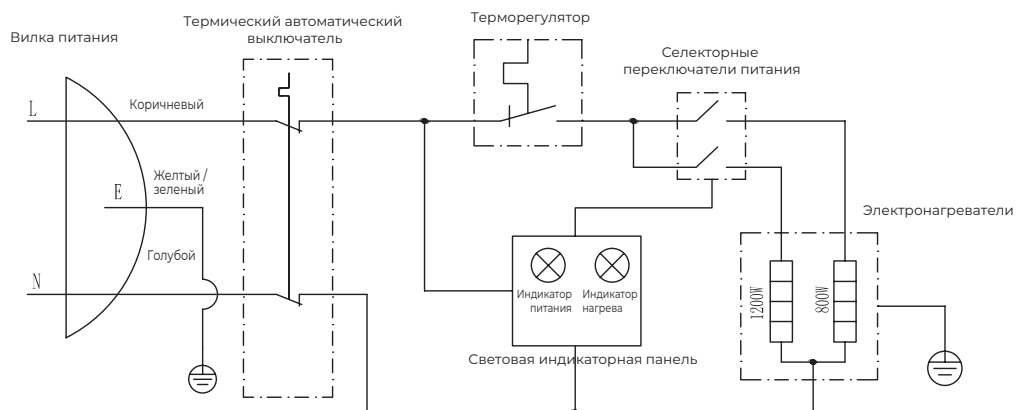 Термический автоматический
выключатель
Терморегулятор
Вилка питания
Селекторные
переключатели питания
L
Коричневый
Желтый /
зеленый
E
Электронагреватели
Голубой
N
Индикатор
питания
Индикатор
нагрева
1200W
800W
Световая индикаторная панель